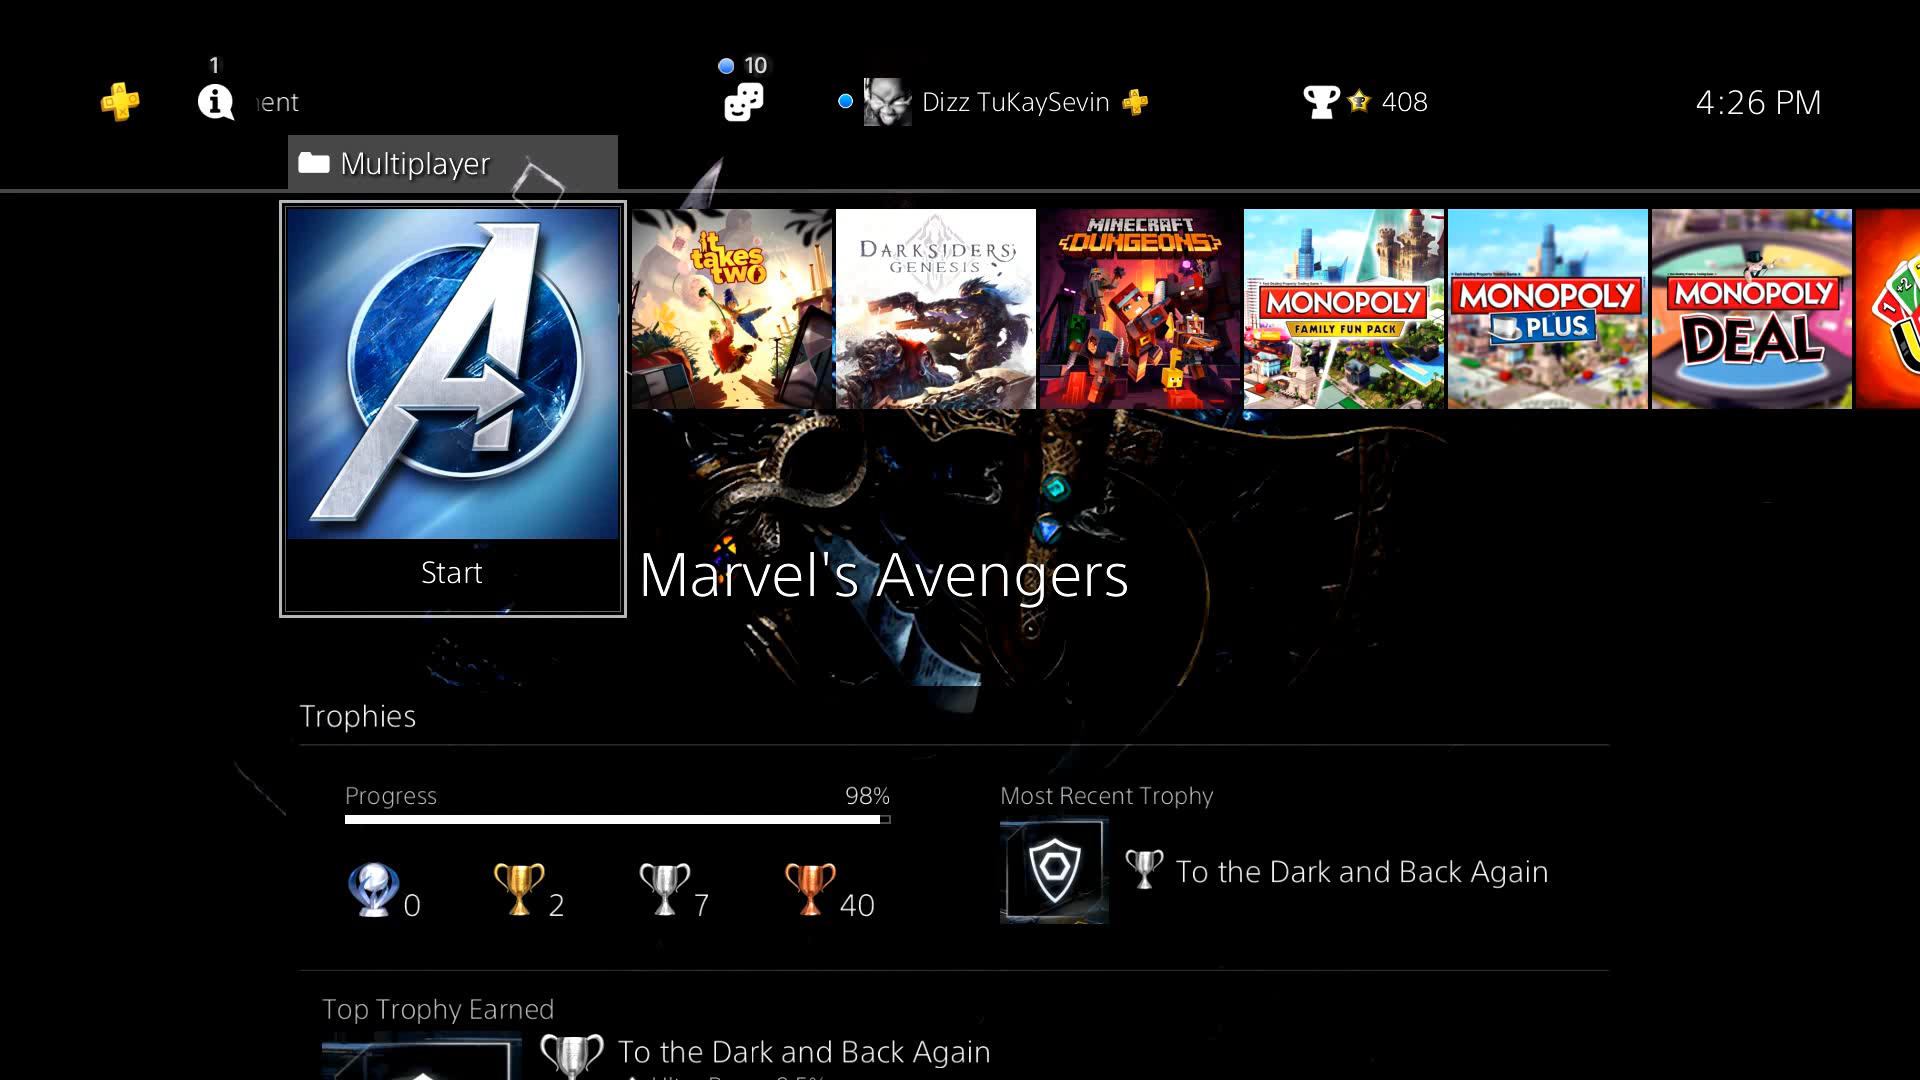 1
ent
10
Dizz TuKaySevin
408
4:26 PM
Multiplayer
it
takes
two
DARKSIDERS
GENESIS
MINECRAFT
DUNGEONS
MONOPOLY
FAMILY FUN PACK
MONOPOLY
PLUS
MONOPOLY
DEAL
1
+2
Start
Marvel's Avengers
Trophies
Progress
98%
Most Recent Trophy
0
2
7
40
To the Dark and Back Again
Top Trophy Earned
To the Dark and Back Again